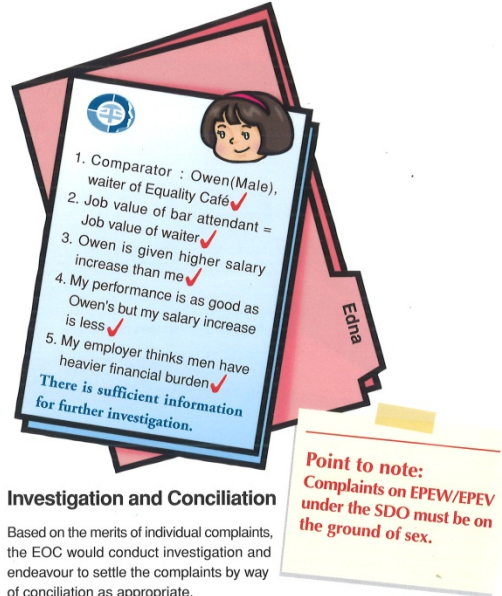 1. Comparator : Owen(Male),
waiter of Equality Café
2. Job value of bar attendant =
Job value of waiter
3. Owen is given higher salary
increase than me
4. My performance is as good as
Owen's but my salary increase
is less
5. My employer thinks men have
heavier financial burden
There is sufficient information
for further investigation.
Edna
Point to note:
Complaints on EPEW/EPEV
under the SDO must be on
the ground of sex.
Investigation and Conciliation
Based on the merits of individual complaints,
the EOC would conduct investigation and
endeavour to settle the complaints by way
of conciliation as appropriate.